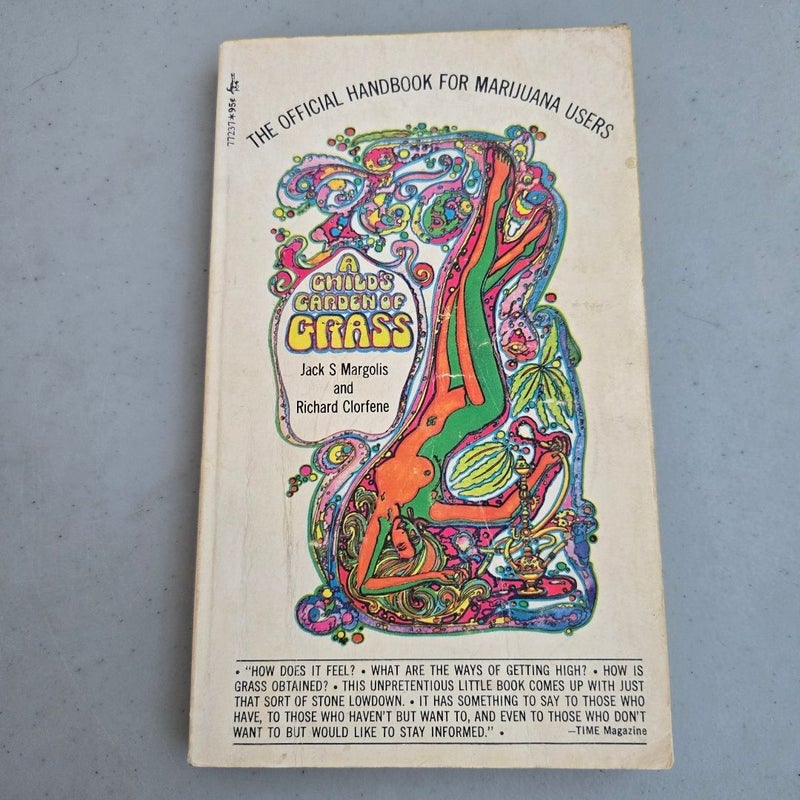 77237*95¢
THE OFFICIAL HANDBOOK FOR MARIJUANA USERS
A
CHILD'S
GARDEN OF
GRASS
Jack S Margolis
and
Richard Clorfene
• "HOW DOES IT FEEL? • WHAT ARE THE WAYS OF GETTING HIGH? • HOW IS
GRASS OBTAINED? • THIS UNPRETENTIOUS LITTLE BOOK COMES UP WITH JUST
THAT SORT OF STONE LOWDOWN. • IT HAS SOMETHING TO SAY TO THOSE WHO
HAVE, TO THOSE WHO HAVEN'T BUT WANT TO, AND EVEN TO THOSE WHO DON'T
WANT TO BUT WOULD LIKE TO STAY INFORMED." • —TIME Magazine